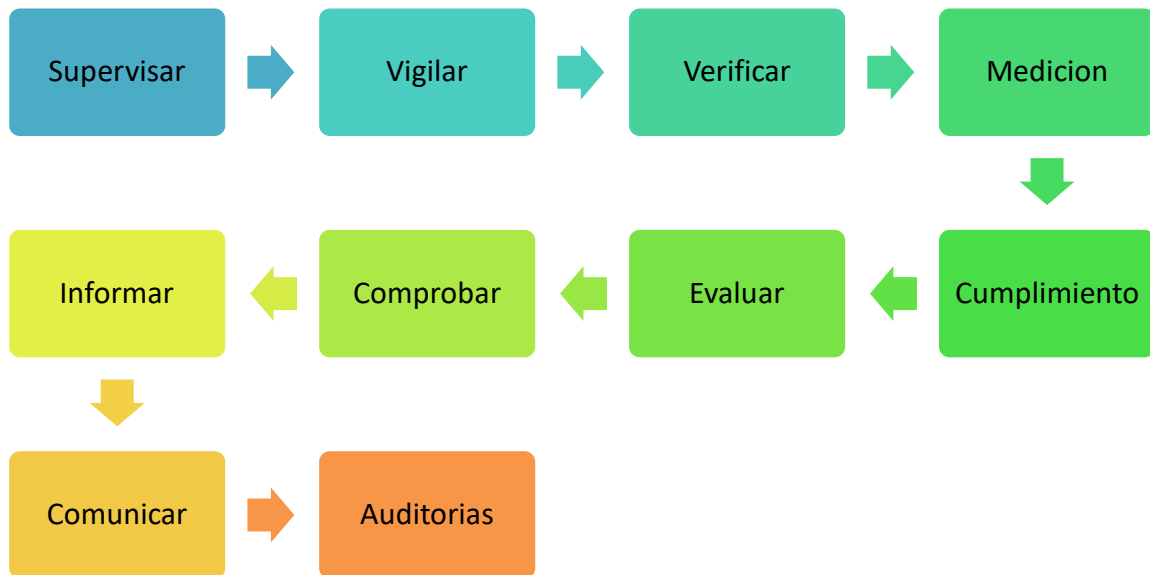 Supervisar
Vigilar
Verificar
Medicion
Cumplimiento
Evaluar
Comprobar
Informar
Comunicar
Auditorias